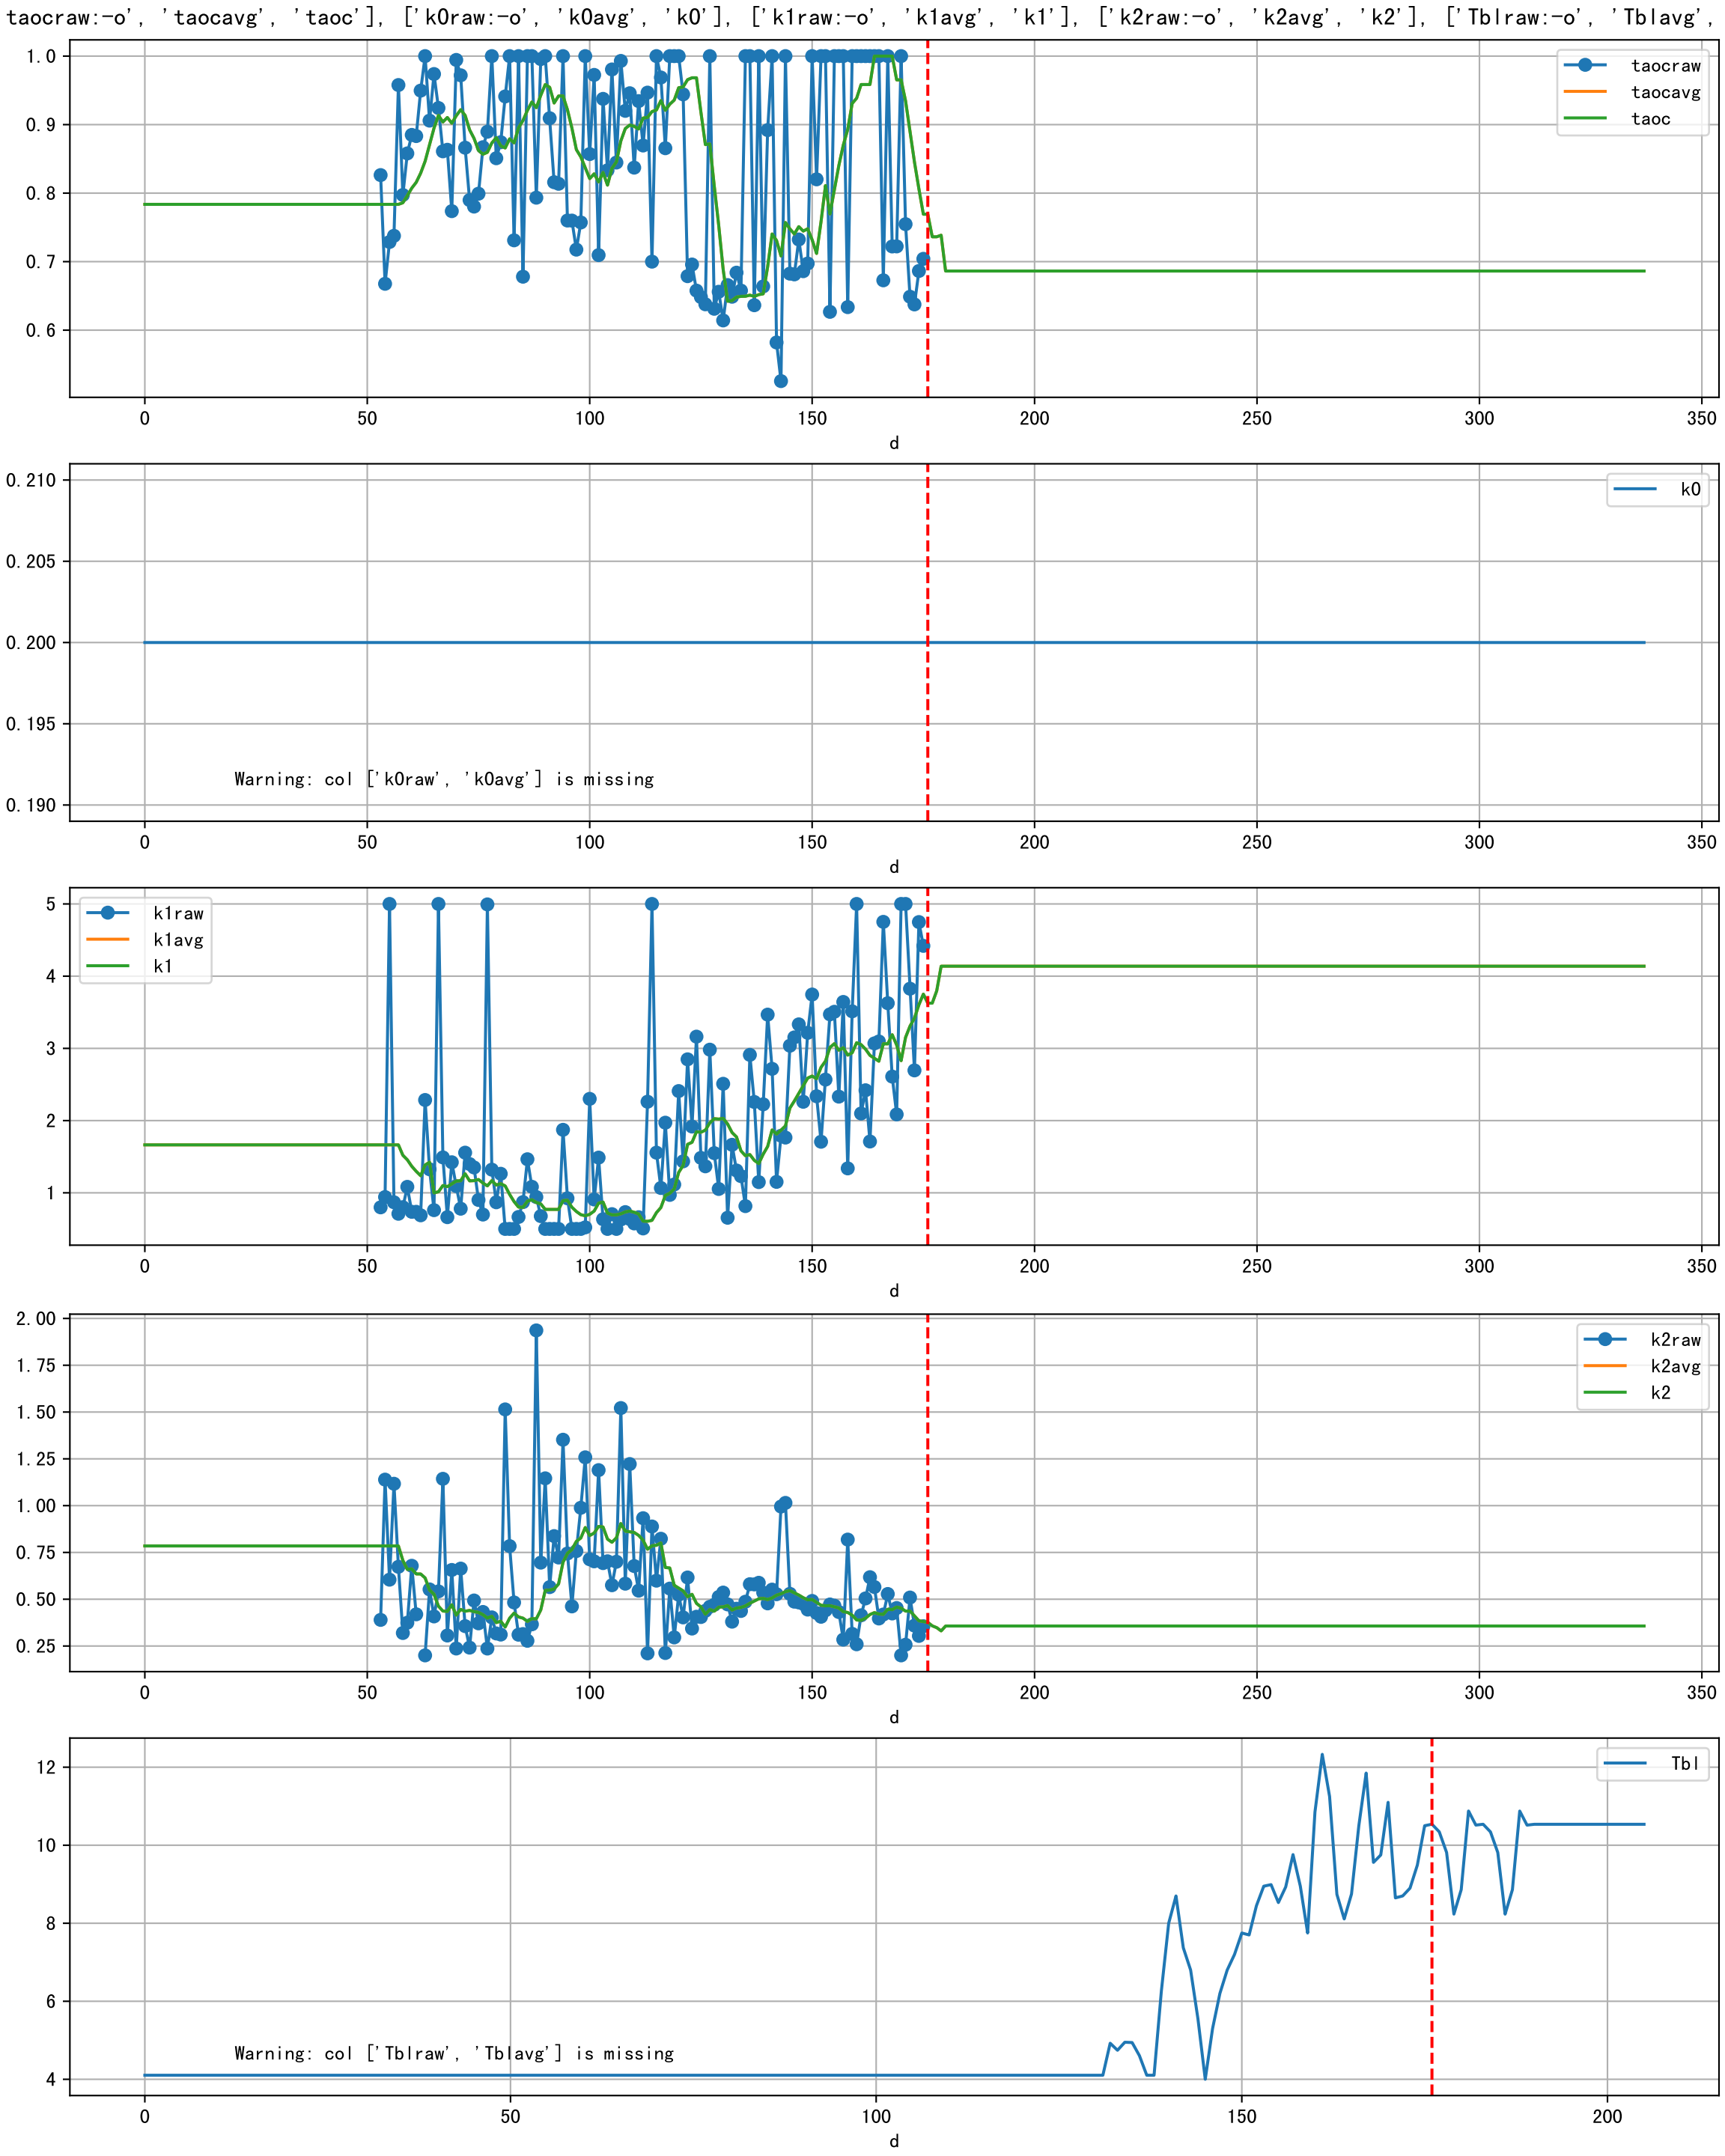 taocraw:-o', 'taocavg', 'taoc'], ['k0raw:-o', 'k0avg', 'k0'], ['k1raw:-o', 'k1avg', 'k1'], ['k2raw:-o', 'k2avg', 'k2'], ['Tblraw:-o', 'Tblavg',
1.0
0.9
0.8
0.7
0.6
taocraw
taocavg
taoc
0 50 100 150 200 250 300 350
d
0.210
0.205
0.200
0.195
0.190
k0
Warning: col ['k0raw', 'k0avg'] is missing
0 50 100 150 200 250 300 350
d
5
4
3
2
1
k1raw
k1avg
k1
0 50 100 150 200 250 300 350
d
2.00
1.75
1.50
1.25
1.00
0.75
0.50
0.25
k2raw
k2avg
k2
0 50 100 150 200 250 300 350
d
12
10
8
6
4
Tbl
Warning: col ['Tblraw', 'Tblavg'] is missing
0 50 100 150 200
d